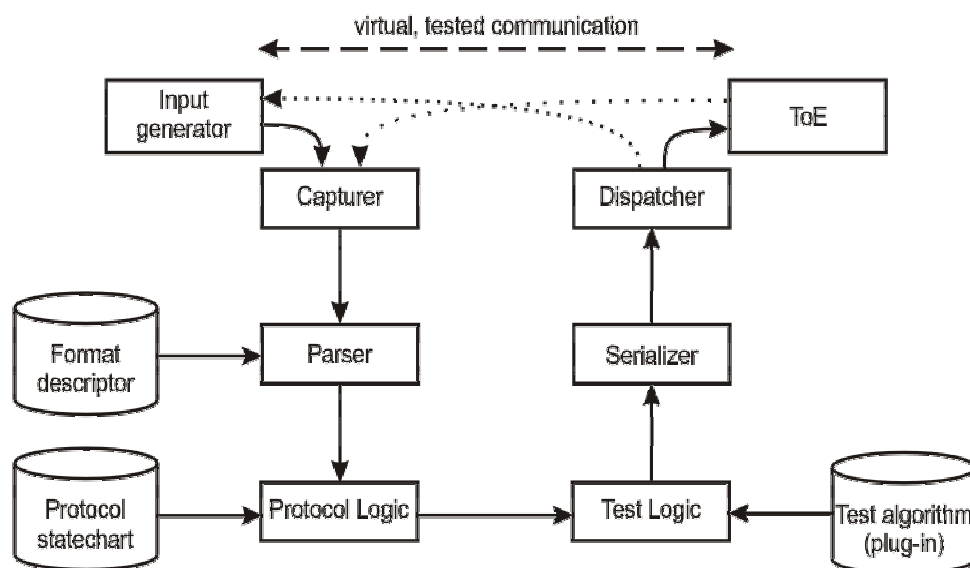 virtual, tested communication
Input
generator
ToE
Capturer
Dispatcher
Format
descriptor
Parser
Serializer
Protocol
statechart
Protocol Logic
Test Logic
Test algorithm
(plug-in)